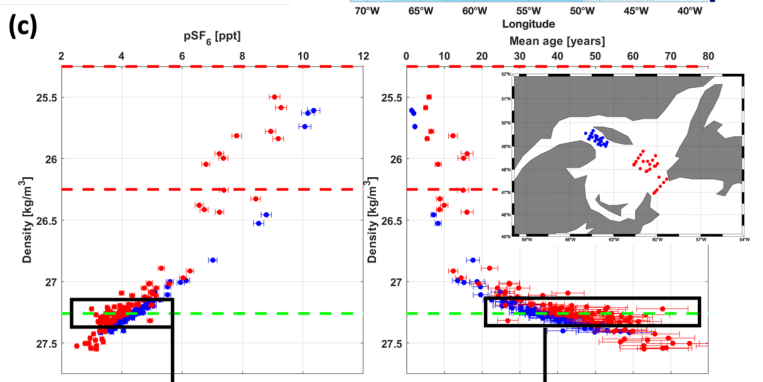 70°W 65°W 60°W 55°W 50°W 45°W 40°W
Longitude
(c)
pSF6 [ppt]
2 4 6 8 10 12
Mean age [years]
0 10 20 30 40 50 60 70 80
Density [kg/m3]
25.5
26
26.5
27
27.5
Density [kg/m3]
25.5
26
26.5
27
27.5